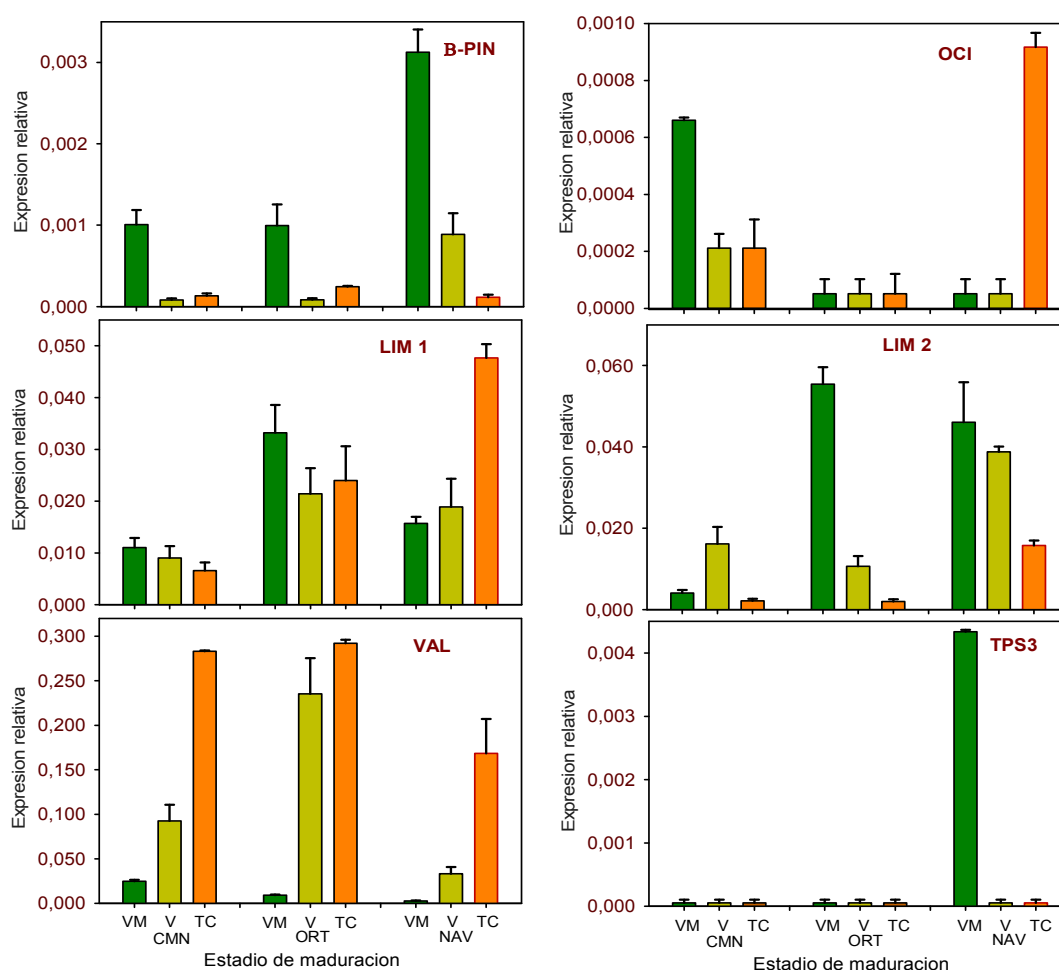 B-PIN
Expresion relativa
0,003
0,002
0,001
0,000
OCI
Expresion relativa
0,0010
0,0008
0,0006
0,0004
0,0002
0,0000
LIM 1
Expresion relativa
0,050
0,040
0,030
0,020
0,010
0,000
LIM 2
Expresion relativa
0,060
0,040
0,020
0,000
VAL
Expresion relativa
0,300
0,250
0,200
0,150
0,100
0,050
0,000
VM V TC VM V TC VM V TC
CMN ORT NAV
Estadio de maduracion
TPS3
Expresion relativa
0,004
0,003
0,002
0,001
0,000
VM V TC VM V TC VM V TC
CMN ORT NAV
Estadio de maduracion